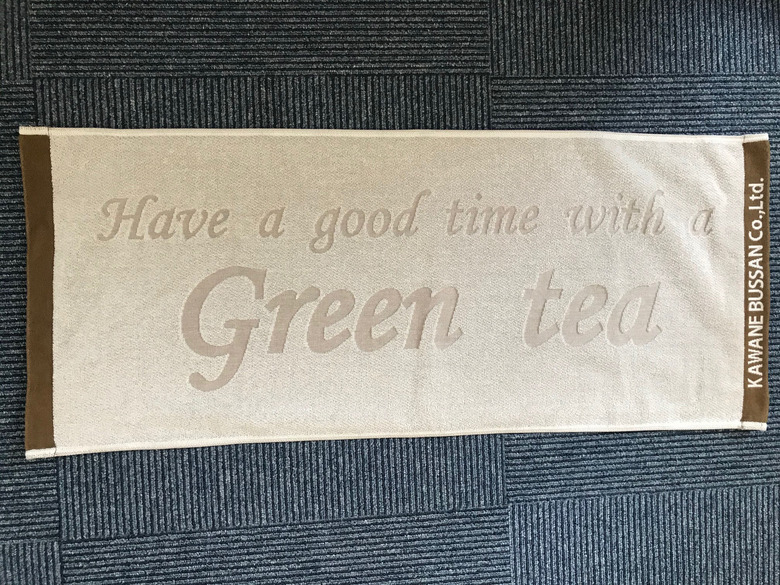 Have a good time with a
Green tea
KAWANE BUSSAN Co.,Ltd.